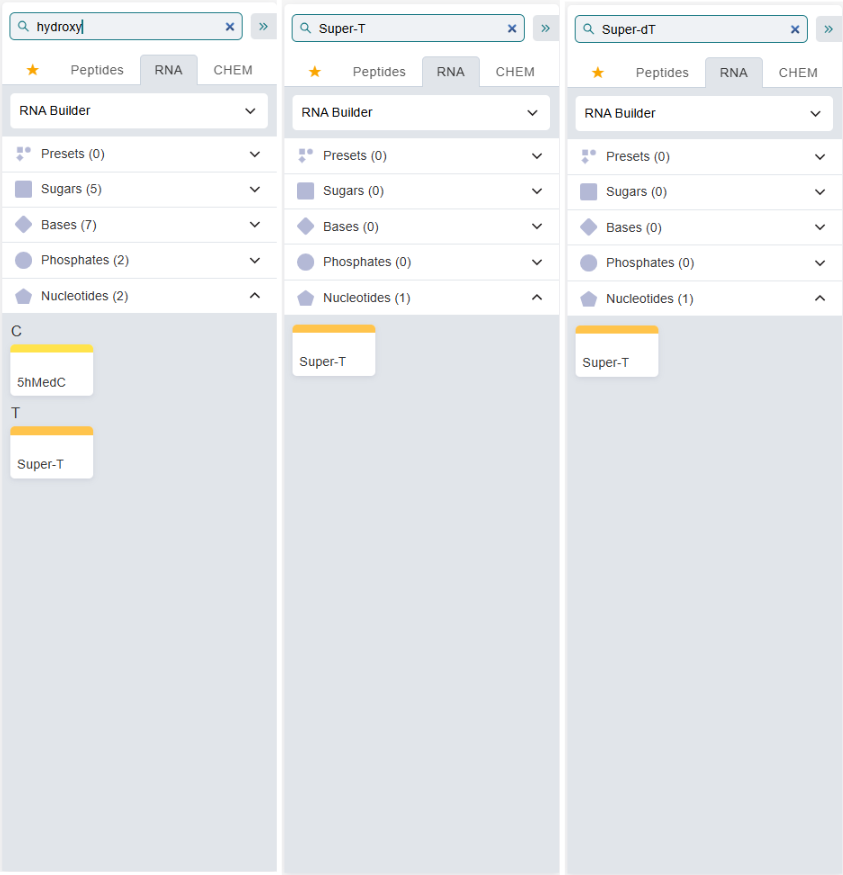 hydroxy
Peptides RNA CHEM
RNA Builder
Presets (0)
Sugars (5)
Bases (7)
Phosphates (2)
Nucleotides (2)
C
5hMedC
T
Super-T
Super-T
Peptides RNA CHEM
RNA Builder
Presets (0)
Sugars (0)
Bases (0)
Phosphates (0)
Nucleotides (1)
Super-T
Super-dT
Peptides RNA CHEM
RNA Builder
Presets (0)
Sugars (0)
Bases (0)
Phosphates (0)
Nucleotides (1)
Super-T